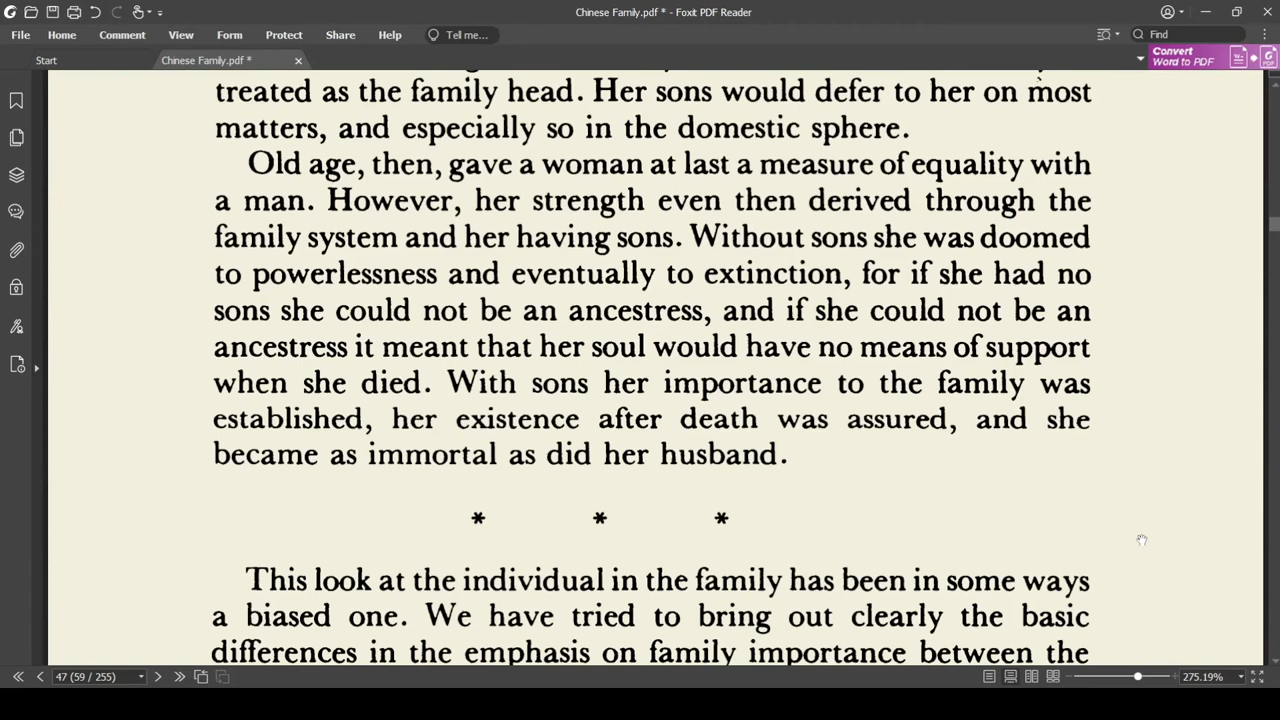 Chinese Family.pdf * - Foxit PDF Reader
File Home Comment View Form Protect Share Help Tell me... Find
Start Chinese Family.pdf * Convert
Word to PDF
treated as the family head. Her sons would defer to her on most
matters, and especially so in the domestic sphere.
Old age, then, gave a woman at last a measure of equality with
a man. However, her strength even then derived through the
family system and her having sons. Without sons she was doomed
to powerlessness and eventually to extinction, for if she had no
sons she could not be an ancestress, and if she could not be an
ancestress it meant that her soul would have no means of support
when she died. With sons her importance to the family was
established, her existence after death was assured, and she
became as immortal as did her husband.
* * *
This look at the individual in the family has been in some ways
a biased one. We have tried to bring out clearly the basic
differences in the emphasis on family importance between the
47 (59 / 255) 275.19%